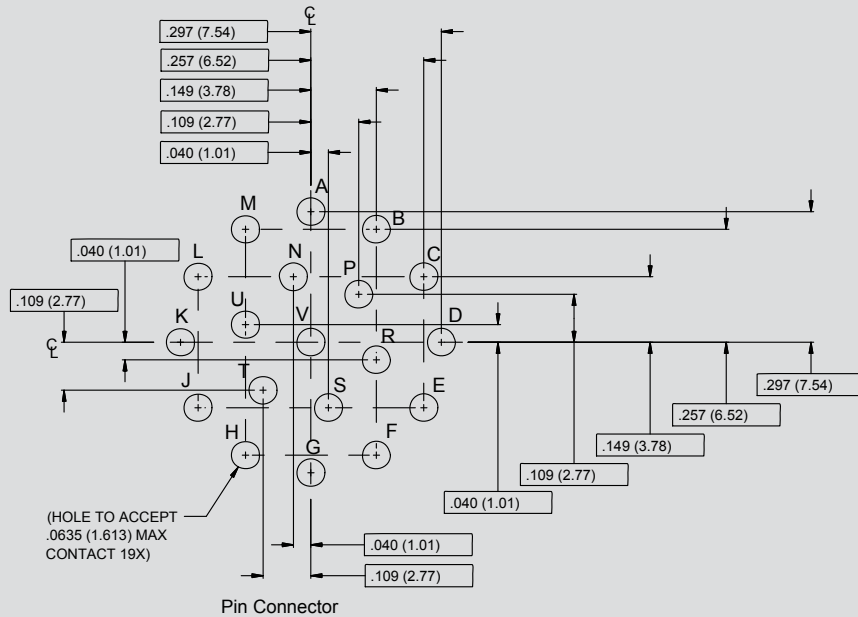 ℄
.297 (7.54)
.257 (6.52)
.149 (3.78)
.109 (2.77)
.040 (1.01)
A
M
B
.040 (1.01)
L
N
C
P
.109 (2.77)
K
U
V
D
℄
R
.297 (7.54)
J
T
S
E
.257 (6.52)
.149 (3.78)
H
G
F
.109 (2.77)
.040 (1.01)
(HOLE TO ACCEPT
.0635 (1.613) MAX
CONTACT 19X)
.040 (1.01)
.109 (2.77)
Pin Connector